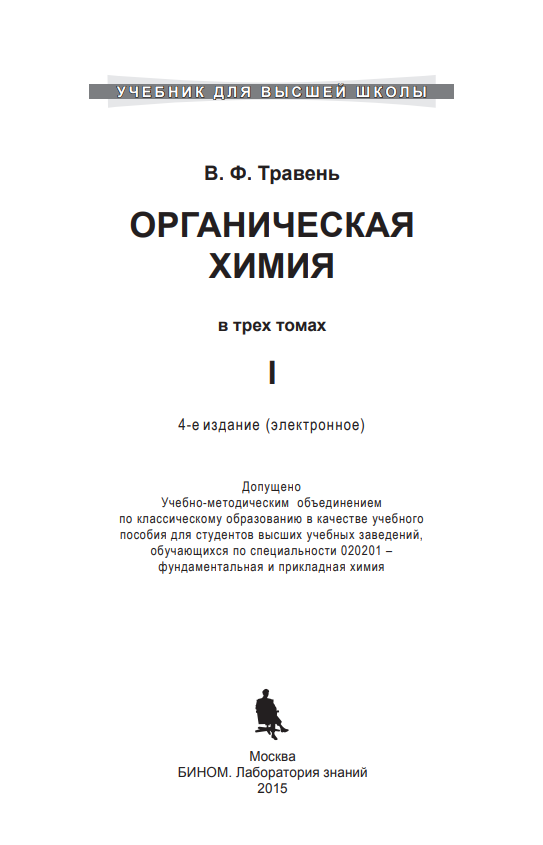 УЧЕБНИК ДЛЯ ВЫСШЕЙ ШКОЛЫ
В. Ф. Травень
ОРГАНИЧЕСКАЯ
ХИМИЯ
в трех томах
I
4-е издание (электронное)
Допущено
Учебно-методическим объединением
по классическому образованию в качестве учебного
пособия для студентов высших учебных заведений,
обучающихся по специальности 020201 –
фундаментальная и прикладная химия
Москва
БИНОМ. Лаборатория знаний
2015